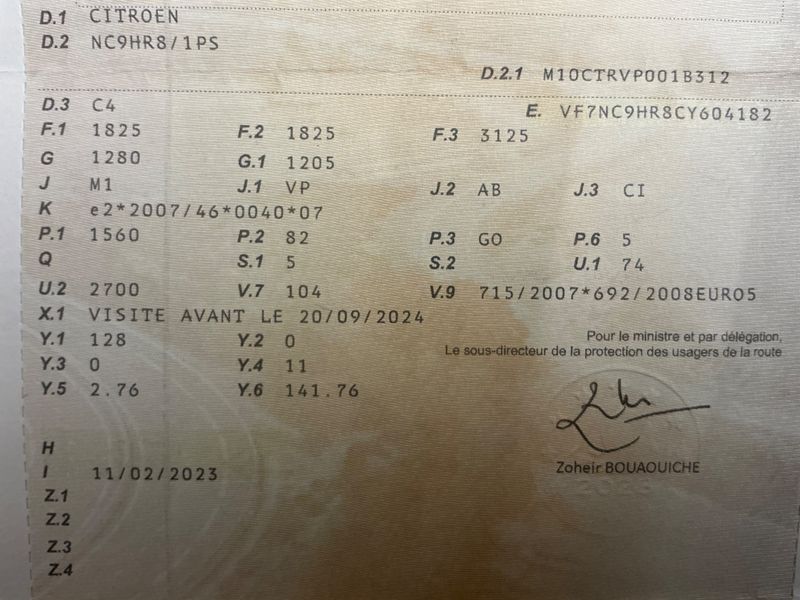 D.1 CITROEN
D.2 NC9HR8/1PS
D.2.1 M10CTRVP001B312
D.3 C4
E. VF7NC9HR8CY604182
F.1 1825 F.2 1825 F.3 3125
G 1280 G.1 1205
J M1 J.1 VP J.2 AB J.3 CI
K e2*2007/46*0040*07
P.1 1560 P.2 82 P.3 GO P.6 5
Q S.1 5 S.2 U.1 74
U.2 2700 V.7 104 V.9 715/2007*692/2008EURO5
X.1 VISITE AVANT LE 20/09/2024
Y.1 128 Y.2 0
Pour le ministre et par délégation,
Le sous-directeur de la protection des usagers de la route
Y.3 0 Y.4 11
Y.5 2.76 Y.6 141.76
H
Zoheir BOUAOUICHE
I 11/02/2023
Z.1
Z.2
Z.3
Z.4